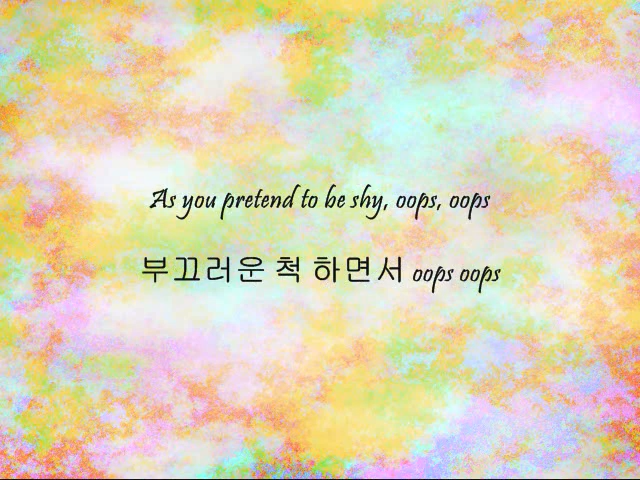 As you pretend to be shy, oops, oops
부끄러운 척 하면서 oops oops